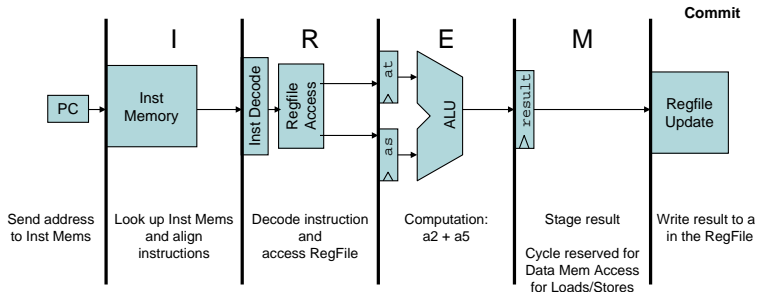 Commit
I
R
E
M
PC
Inst
Memory
Inst Decode
Regfile
Access
at
as
ALU
result
Regfile
Update
Send address
to Inst Mems
Look up Inst Mems
and align
instructions
Decode instruction
and
access RegFile
Computation:
a2 + a5
Stage result
Cycle reserved for
Data Mem Access
for Loads/Stores
Write result to a
in the RegFile